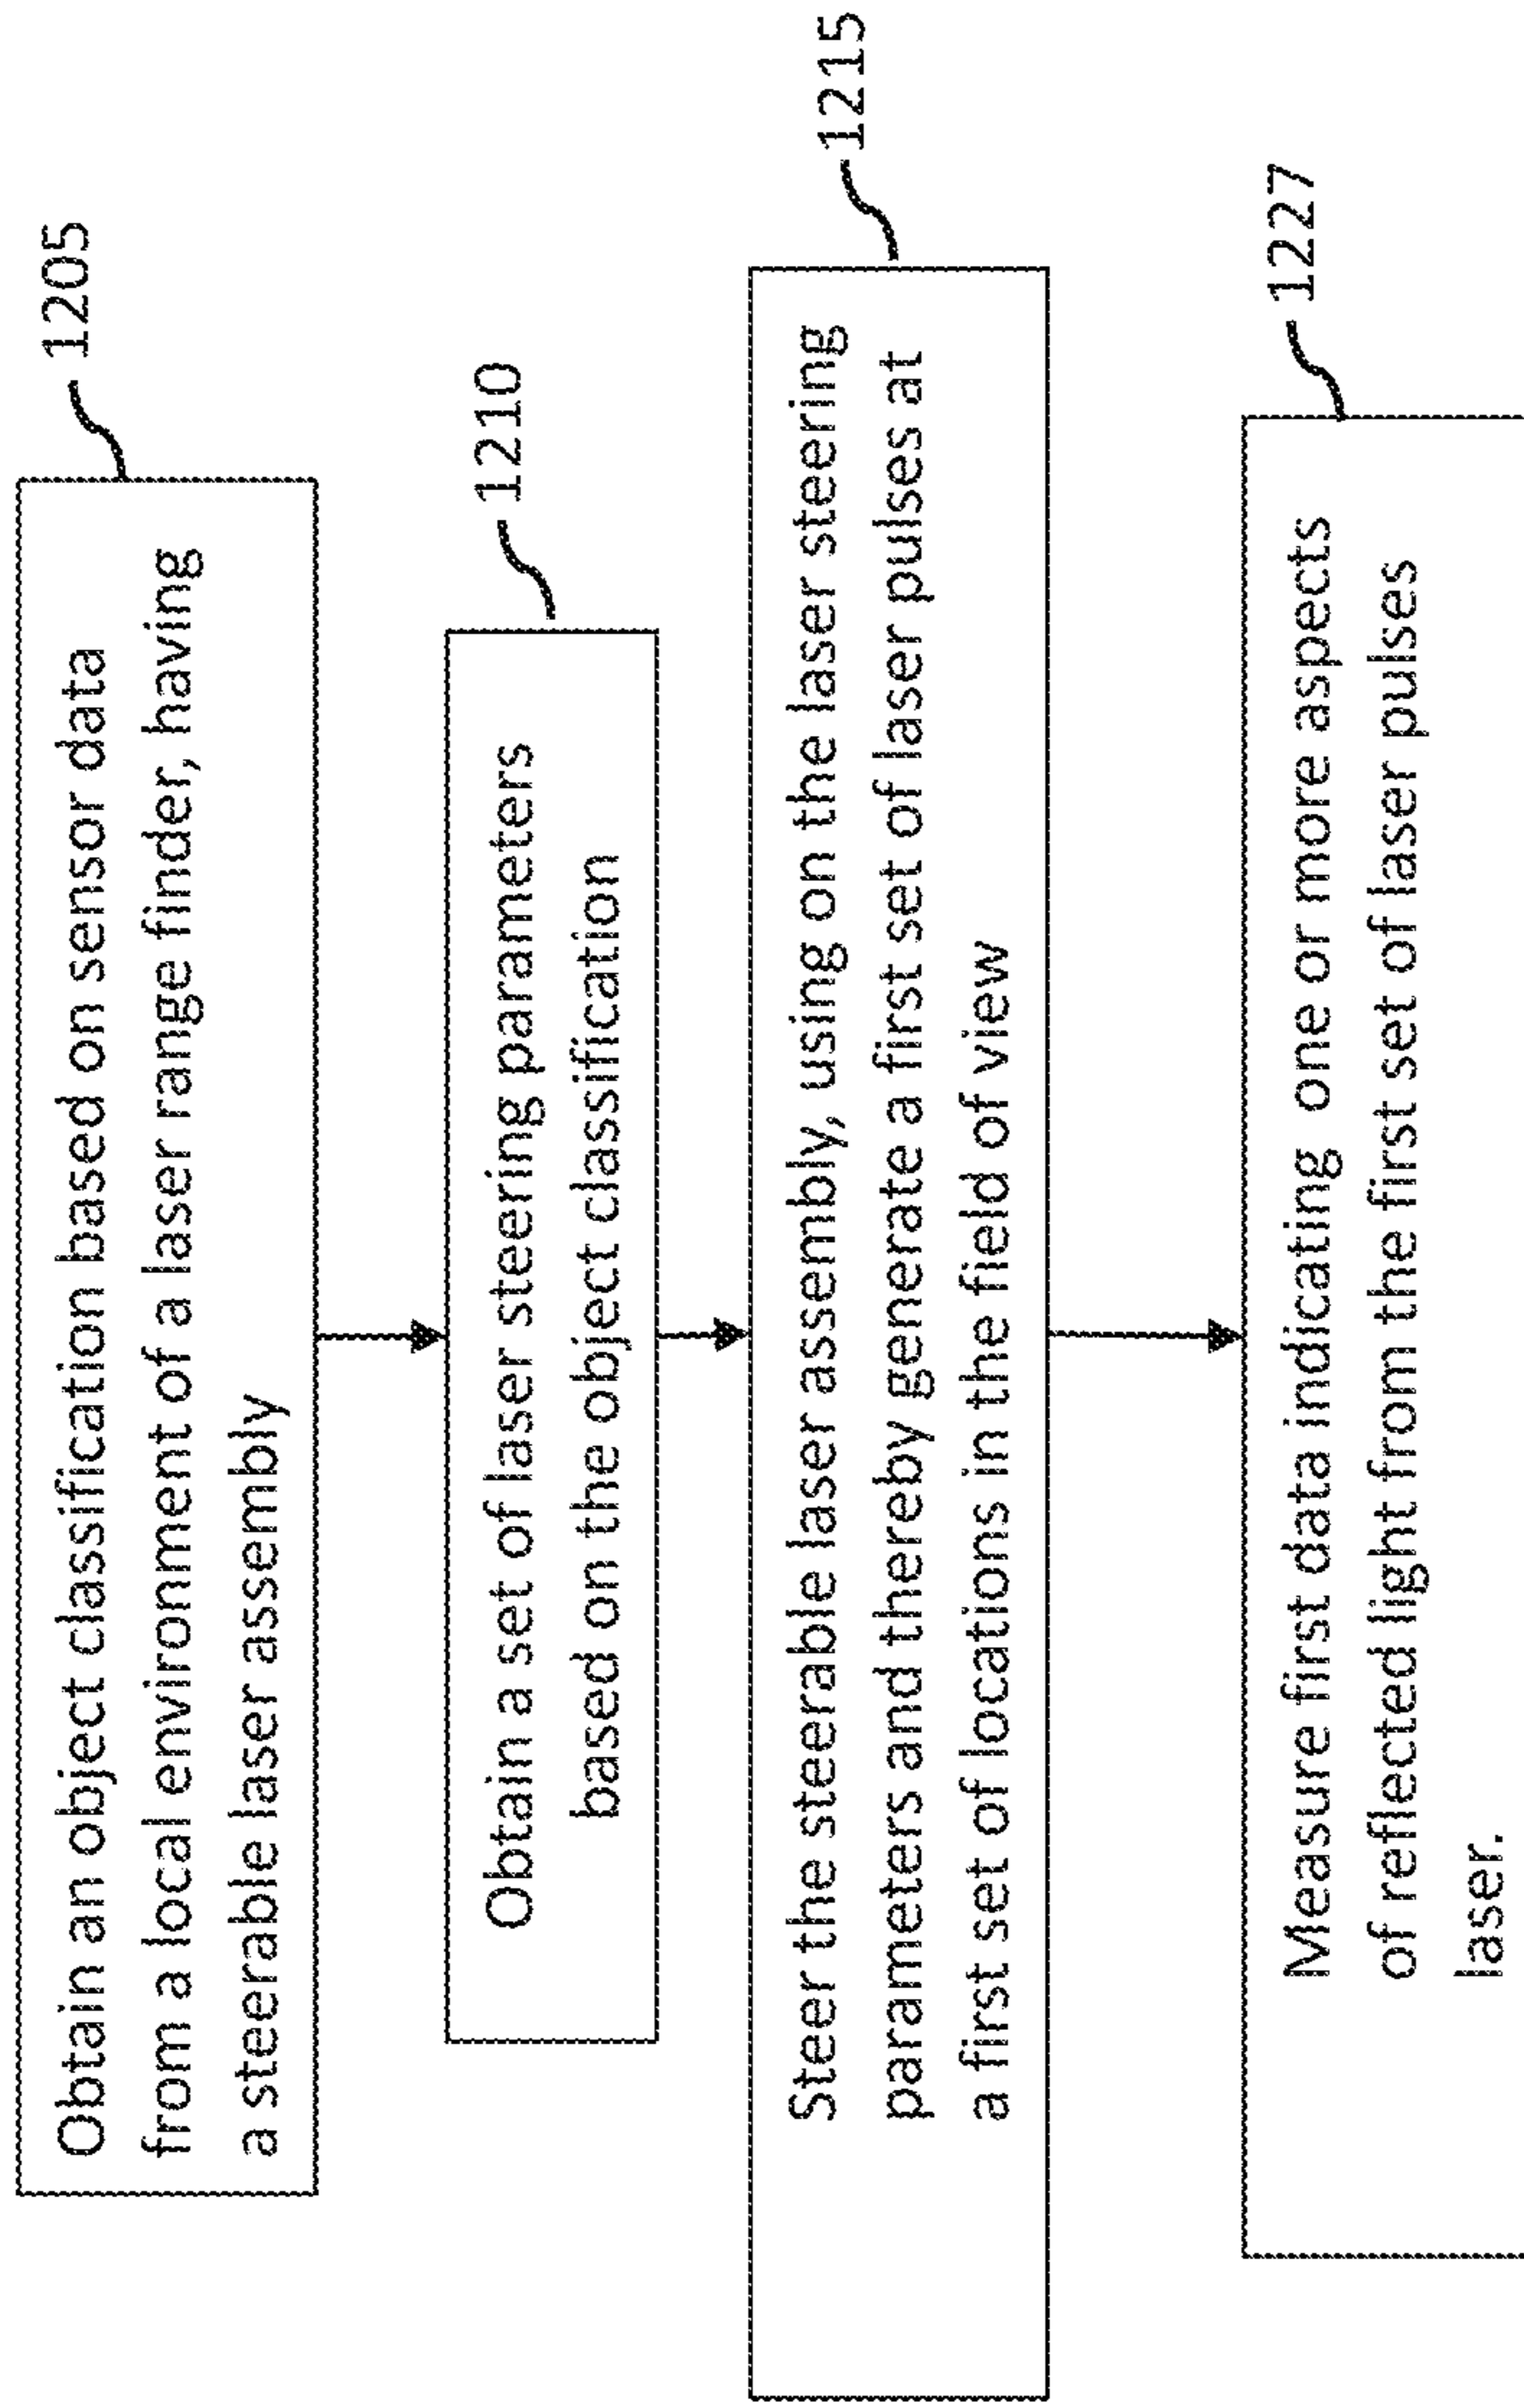 Obtain an object classification based on sensor data
from a local environment of a laser range finder, having
a steerable laser assembly
1205
Obtain a set of laser steering parameters
based on the object classification
1210
Steer the steerable laser assembly, using on the laser steering
parameters and thereby generate a first set of laser pulses at
a first set of locations in the field of view
1215
Measure first data indicating one or more aspects
of reflected light from the first set of laser pulses
laser.
1227